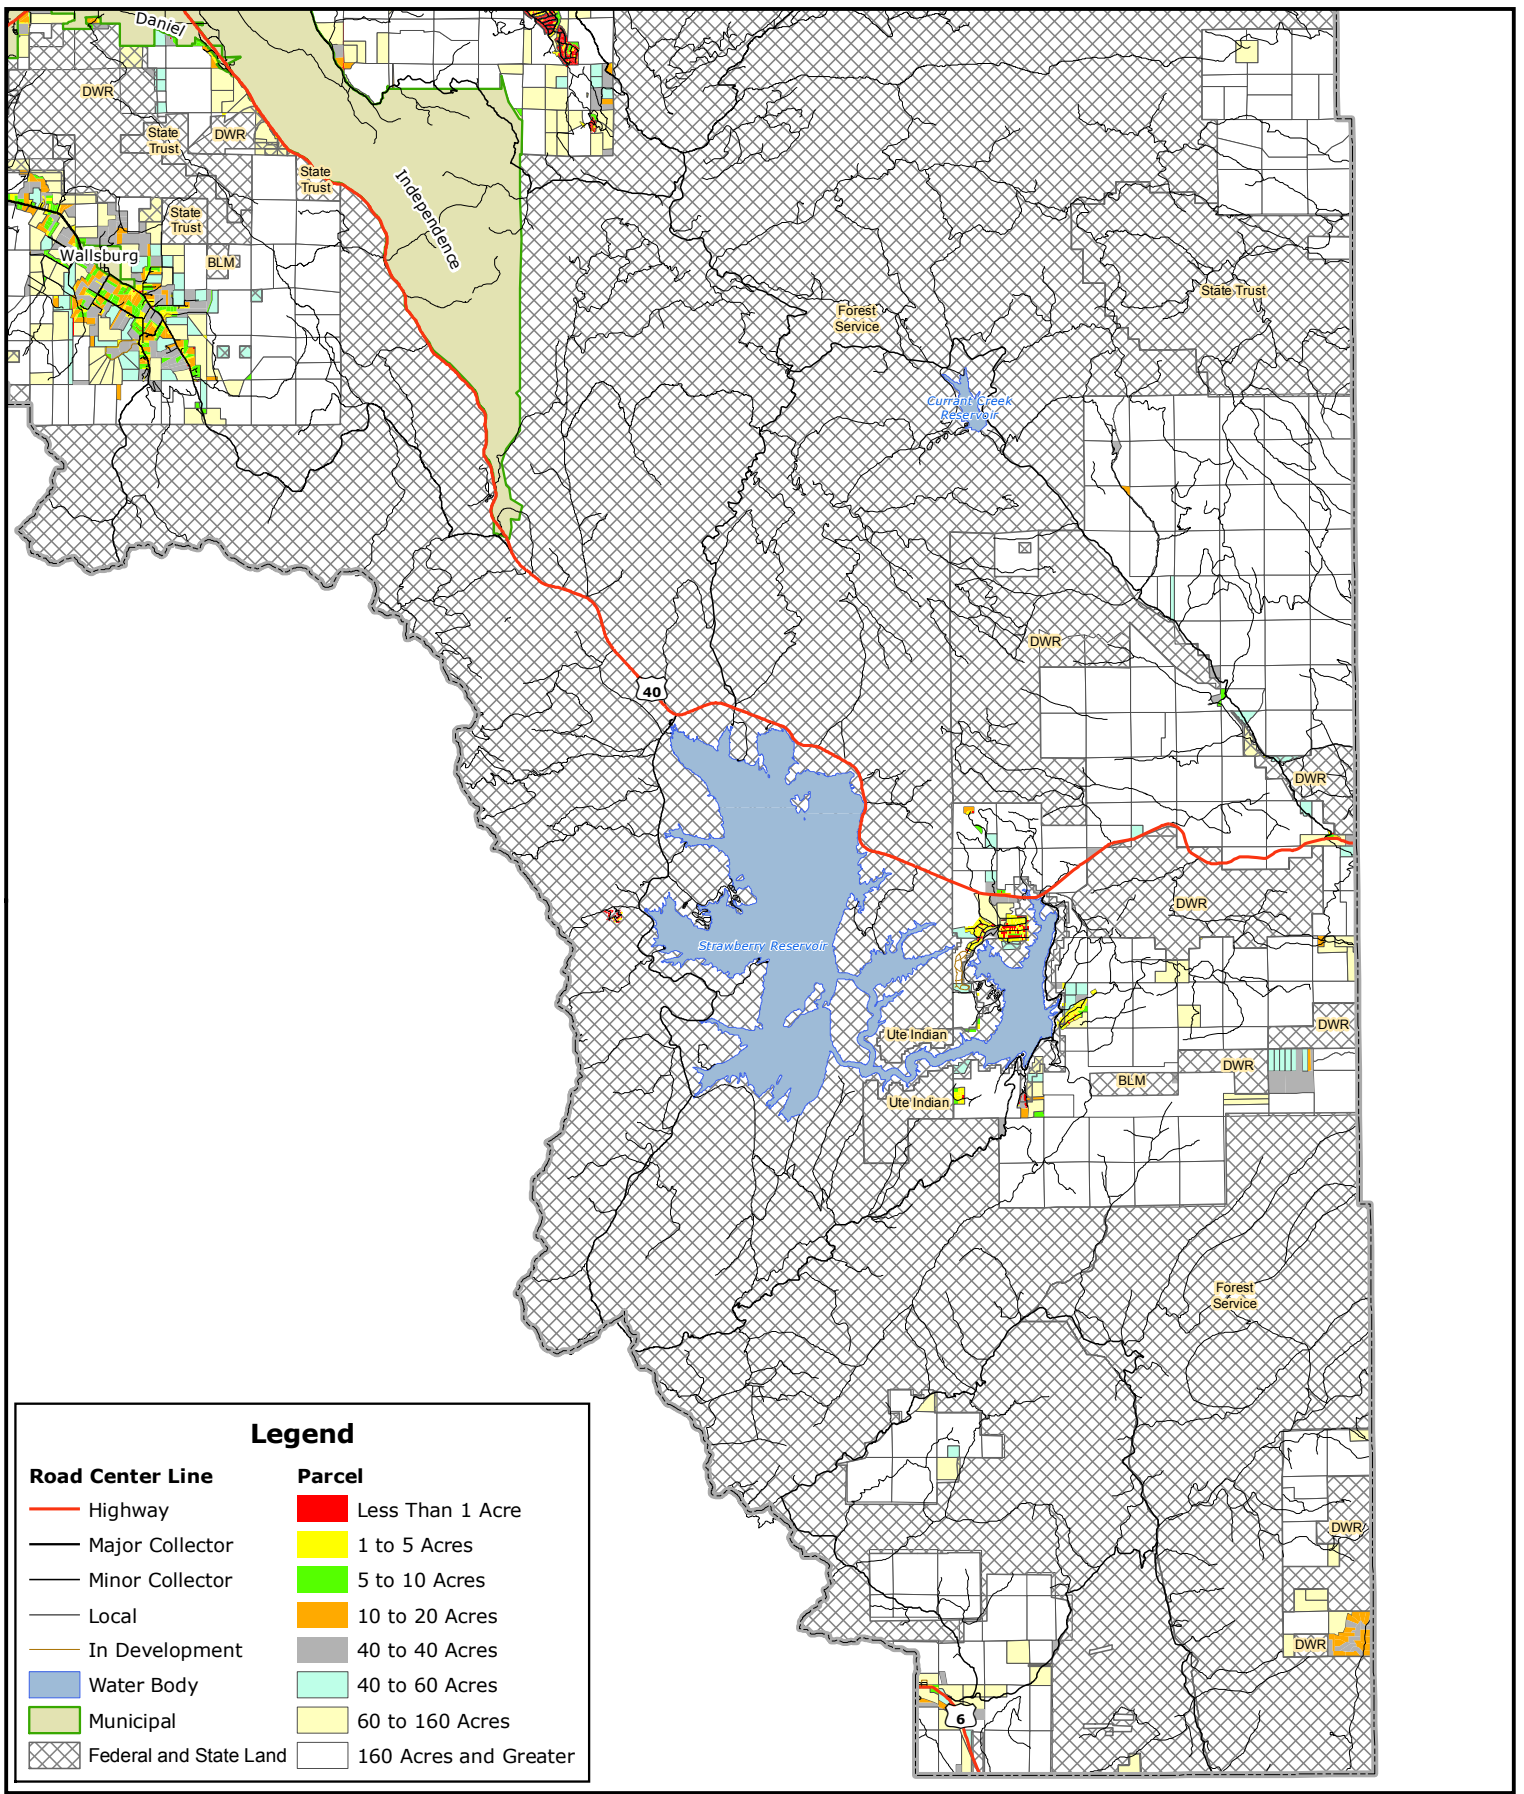 Daniel
DWR
State
Trust
DWR
State
Trust
Independence
State
Trust
Wallsburg
BLM
State Trust
Forest
Service
Currant Creek
Reservoir
DWR
40
DWR
DWR
Strawberry Reservoir
DWR
Ute Indian
DWR
BLM
Ute Indian
Forest
Service
DWR
DWR
6
Legend
Road Center Line
Highway
Major Collector
Minor Collector
Local
In Development
Water Body
Municipal
Federal and State Land
Parcel
Less Than 1 Acre
1 to 5 Acres
5 to 10 Acres
10 to 20 Acres
40 to 40 Acres
40 to 60 Acres
60 to 160 Acres
160 Acres and Greater